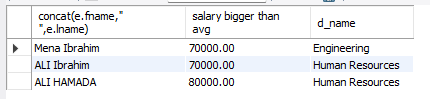 concat(e.fname," ",e.lname) salary bigger than avg d_name
Mena Ibrahim 70000.00 Engineering
ALI Ibrahim 70000.00 Human Resources
ALI HAMADA 80000.00 Human Resources